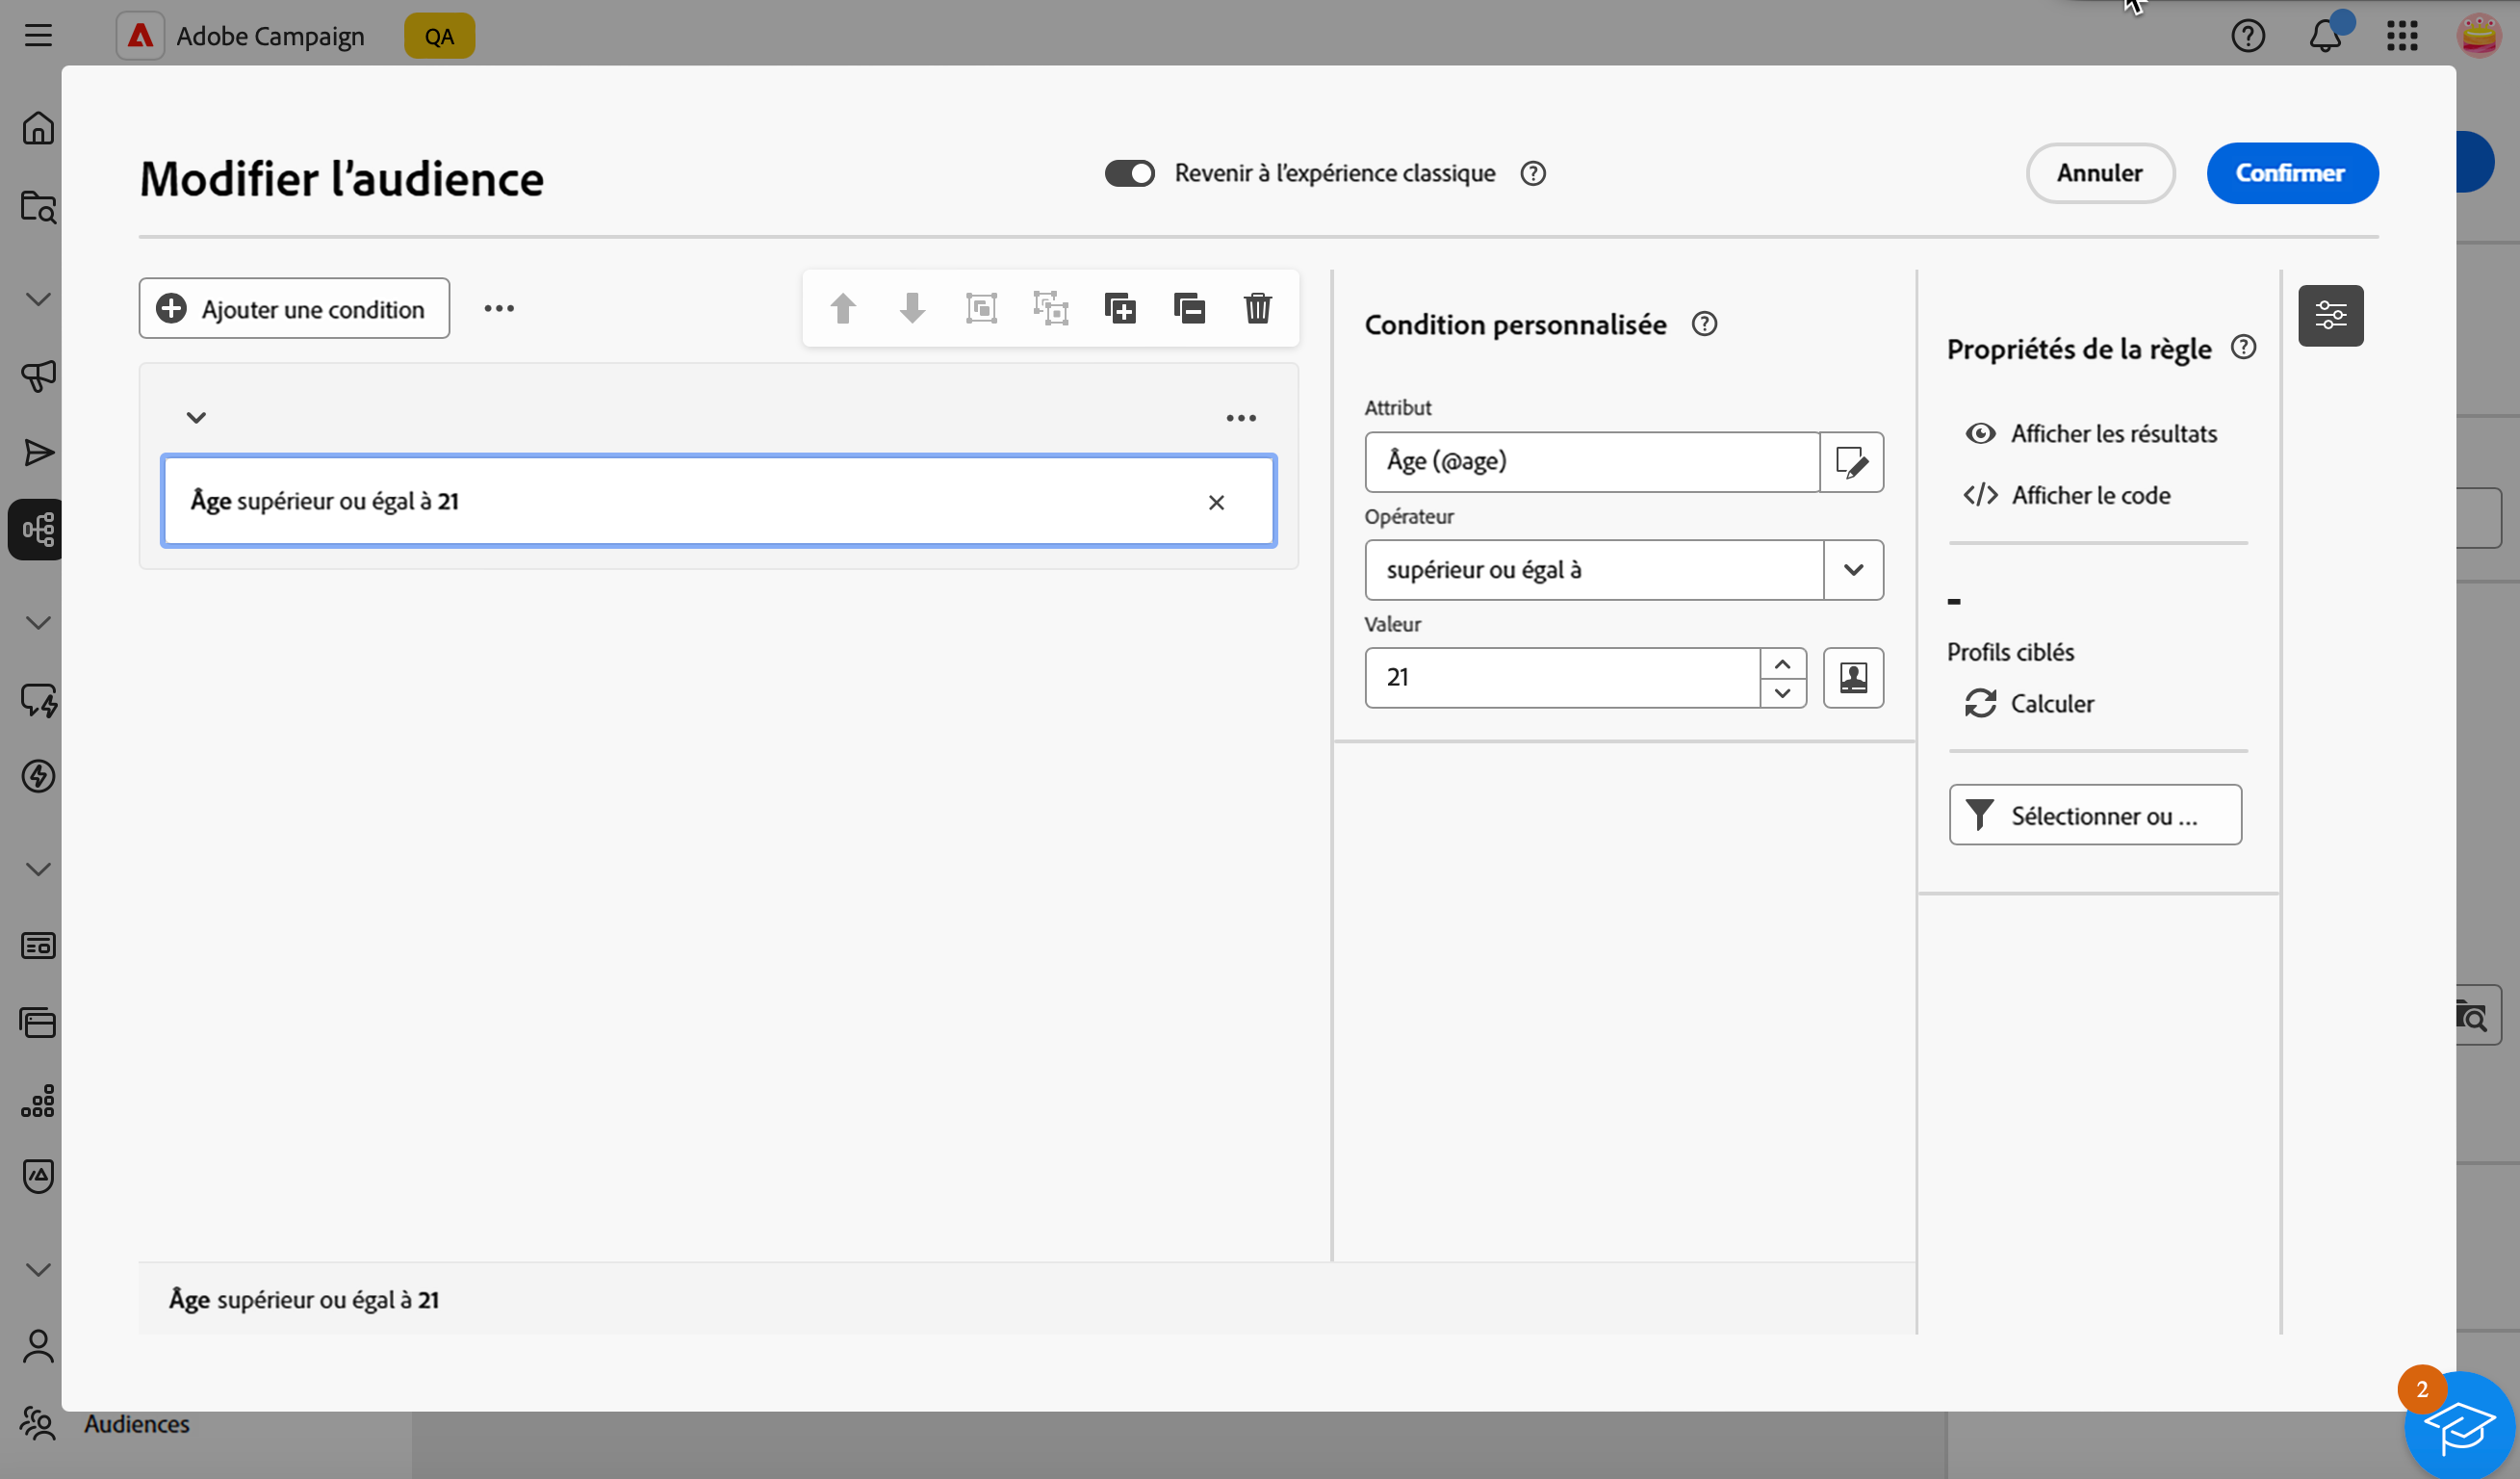 Adobe Campaign QA
Modifier l’audience
Revenir à l’expérience classique
Annuler
Confirmer
Ajouter une condition
Âge supérieur ou égal à 21
Condition personnalisée
Attribut
Âge (@age)
Opérateur
supérieur ou égal à
Valeur
21
Propriétés de la règle
Afficher les résultats
Afficher le code
-
Profils ciblés
Calculer
Sélectionner ou ...
Âge supérieur ou égal à 21
2
Audiences